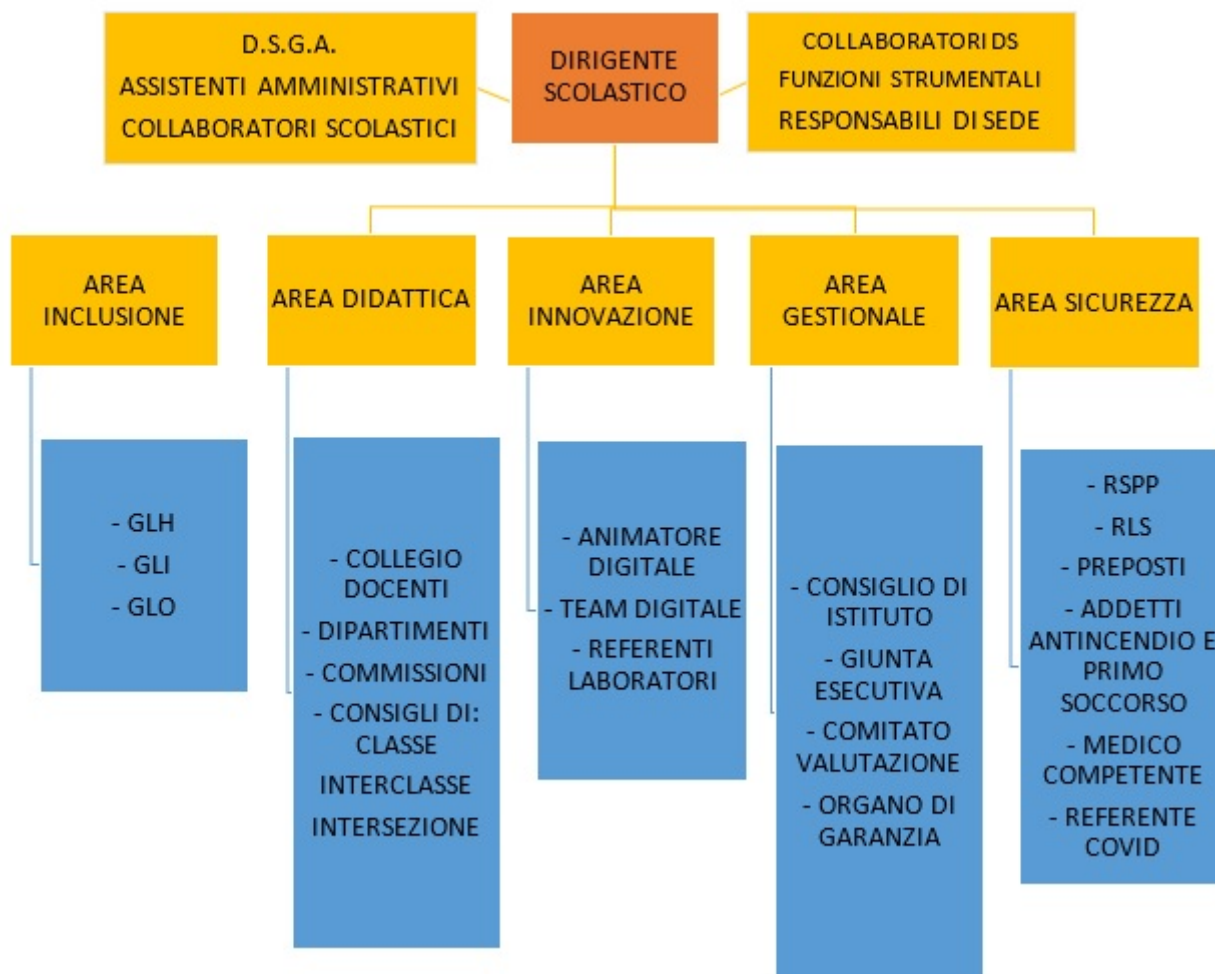 D.S.G.A.
ASSISTENTI AMMINISTRATIVI
COLLABORATORI SCOLASTICI
DIRIGENTE
SCOLASTICO
COLLABORATORI DS
FUNZIONI STRUMENTALI
RESPONSABILI DI SEDE
AREA
INCLUSIONE
AREA DIDATTICA
AREA
INNOVAZIONE
AREA
GESTIONALE
AREA SICUREZZA
- GLH
- GLI
- GLO
- COLLEGIO
DOCENTI
- DIPARTIMENTI
- COMMISSIONI
- CONSIGLI DI:
CLASSE
INTERCLASSE
INTERSEZIONE
- ANIMATORE
DIGITALE
- TEAM DIGITALE
- REFERENTI
LABORATORI
- CONSIGLIO DI
ISTITUTO
- GIUNTA
ESECUTIVA
- COMITATO
VALUTAZIONE
- ORGANO DI
GARANZIA
- RSPP
- RLS
- PREPOSTI
- ADDETTI
ANTINCENDIO E
PRIMO
SOCCORSO
- MEDICO
COMPETENTE
- REFERENTE
COVID